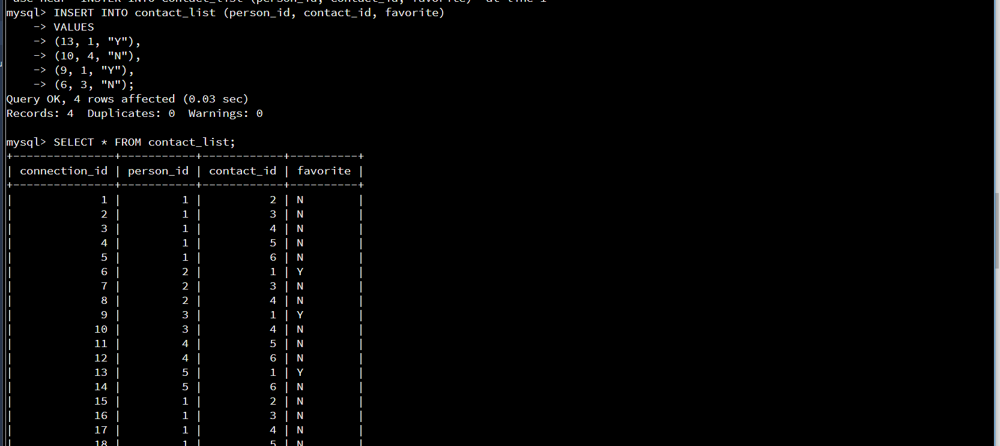 mysql> INSERT INTO contact_list (person_id, contact_id, favorite)
    -> VALUES
    -> (13, 1, "Y"),
    -> (10, 4, "N"),
    -> (9, 1, "Y"),
    -> (6, 3, "N");
Query OK, 4 rows affected (0.03 sec)
Records: 4  Duplicates: 0  Warnings: 0
mysql> SELECT * FROM contact_list;
+---------------+-----------+------------+----------+
| connection_id | person_id | contact_id | favorite |
+---------------+-----------+------------+----------+
|             1 |         1 |          2 | N        |
|             2 |         1 |          3 | N        |
|             3 |         1 |          4 | N        |
|             4 |         1 |          5 | N        |
|             5 |         1 |          6 | N        |
|             6 |         2 |          1 | Y        |
|             7 |         2 |          3 | N        |
|             8 |         2 |          4 | N        |
|             9 |         3 |          1 | Y        |
|            10 |         3 |          4 | N        |
|            11 |         4 |          5 | N        |
|            12 |         4 |          6 | N        |
|            13 |         5 |          1 | Y        |
|            14 |         5 |          6 | N        |
|            15 |         1 |          2 | N        |
|            16 |         1 |          3 | N        |
|            17 |         1 |          4 | N        |
|            18 |         1 |          5 | N        |